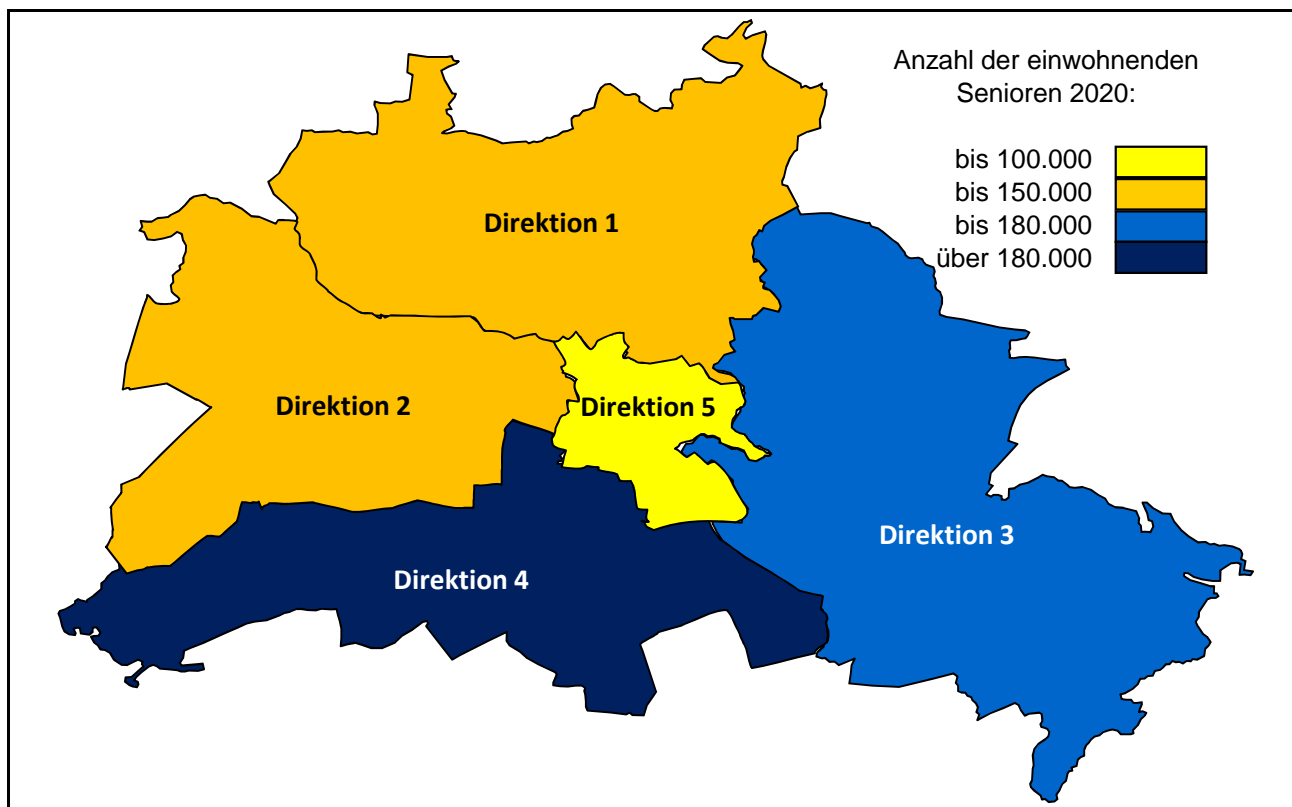 Anzahl der einwohnenden
Senioren 2020:
bis 100.000
bis 150.000
bis 180.000
über 180.000
Direktion 1
Direktion 2
Direktion 5
Direktion 3
Direktion 4